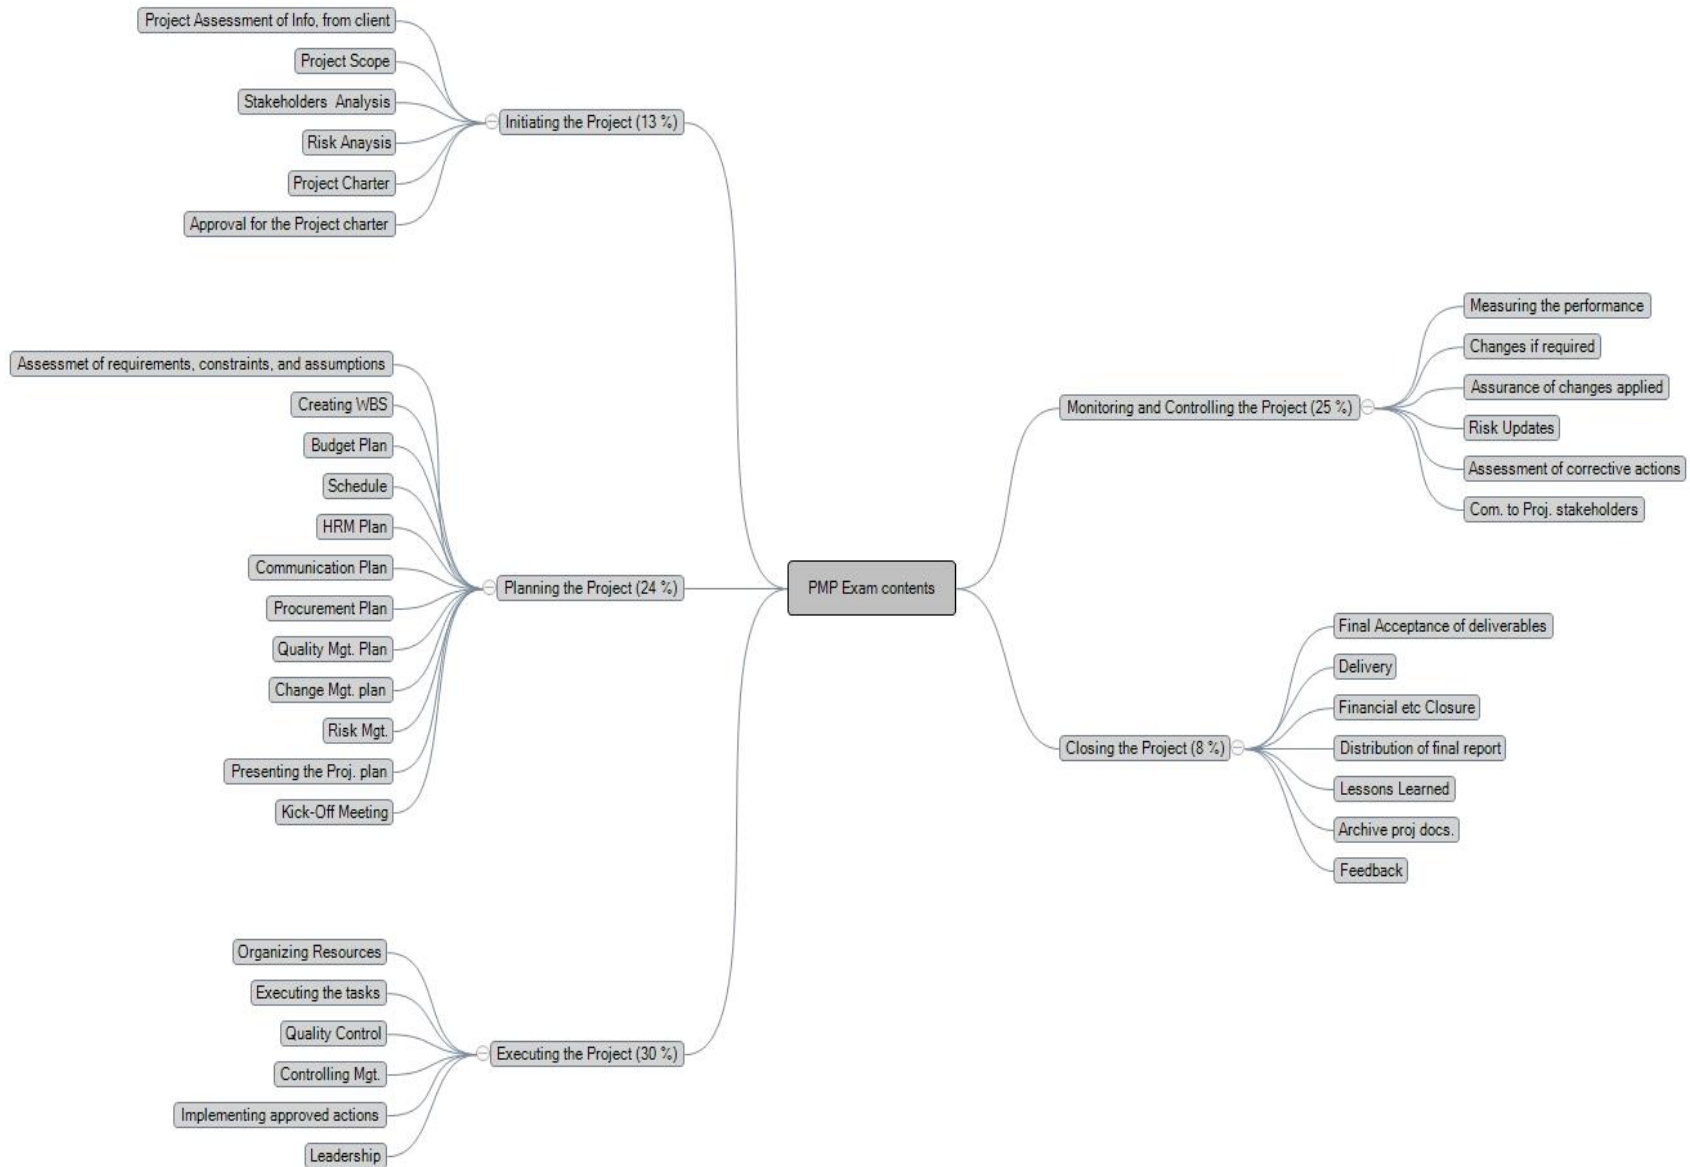 Project Assessment of Info, from client
Project Scope
Stakeholders Analysis
Risk Anaysis
Project Charter
Approval for the Project charter
Initiating the Project (13 %)
Assessmet of requirements, constraints, and assumptions
Creating WBS
Budget Plan
Schedule
HRM Plan
Communication Plan
Procurement Plan
Quality Mgt. Plan
Change Mgt. plan
Risk Mgt.
Presenting the Proj. plan
Kick-Off Meeting
Planning the Project (24 %)
Organizing Resources
Executing the tasks
Quality Control
Controlling Mgt.
Implementing approved actions
Leadership
Executing the Project (30 %)
PMP Exam contents
Monitoring and Controlling the Project (25 %)
Measuring the performance
Changes if required
Assurance of changes applied
Risk Updates
Assessment of corrective actions
Com. to Proj. stakeholders
Closing the Project (8 %)
Final Acceptance of deliverables
Delivery
Financial etc Closure
Distribution of final report
Lessons Learned
Archive proj docs.
Feedback